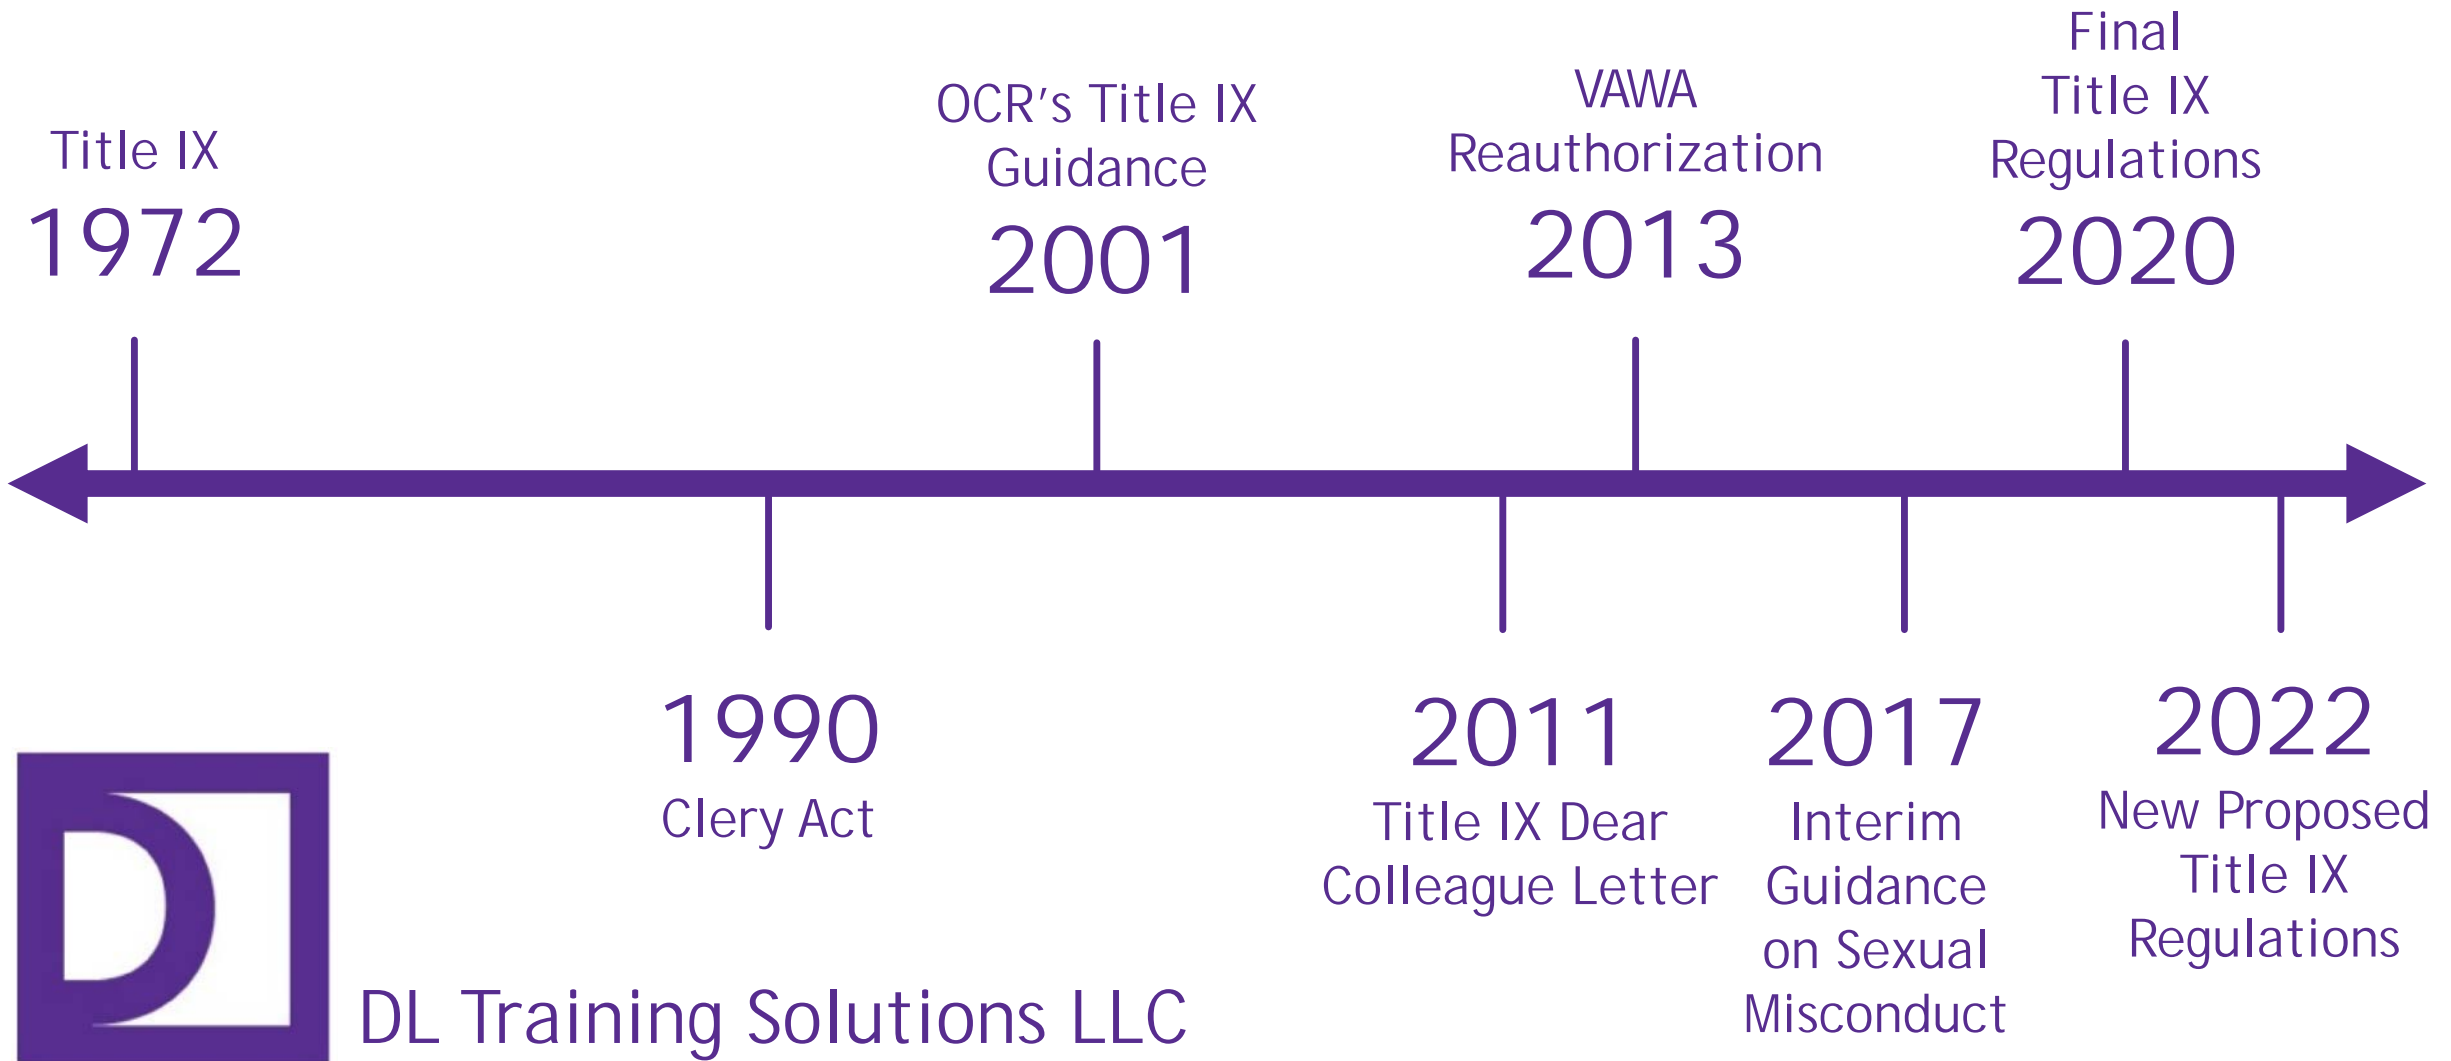 Title IX
1972
OCR's Title IX
Guidance
2001
VAWA
Reauthorization
2013
Final
Title IX
Regulations
2020
1990
Clery Act
2011
Title IX Dear
Colleague Letter
2017
Interim
Guidance
on Sexual
Misconduct
2022
New Proposed
Title IX
Regulations
D
DL Training Solutions LLC